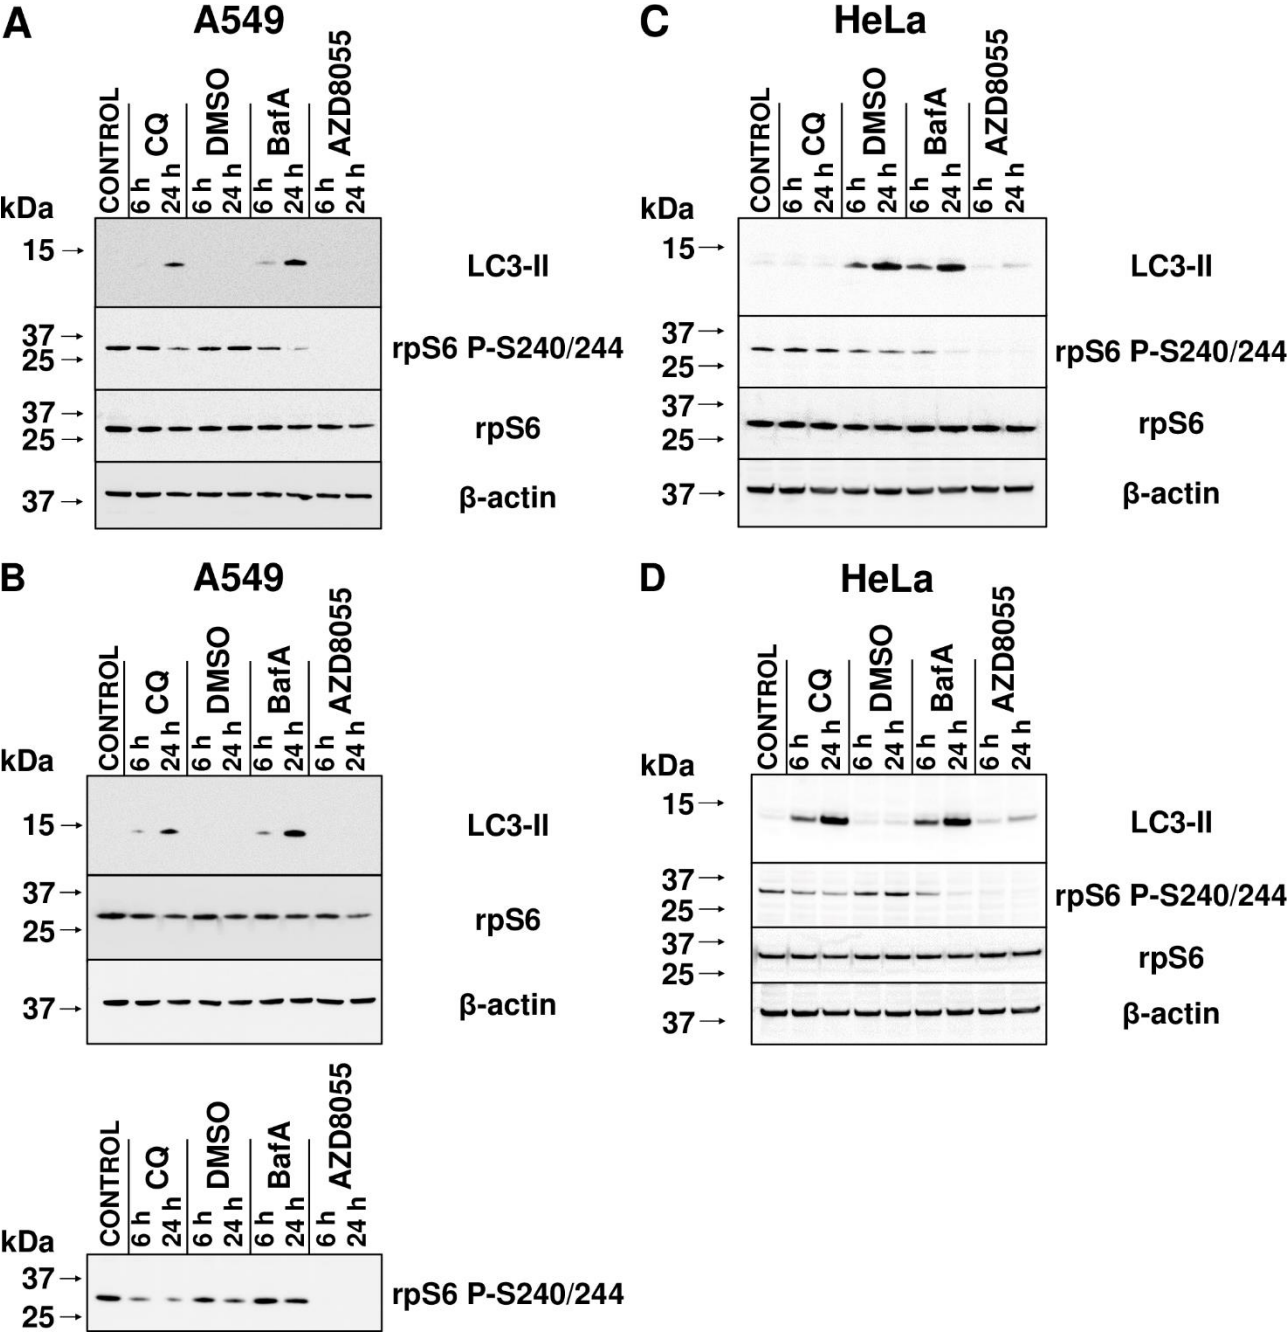 A
A549
CONTROL
CQ
DMSO
BafA
AZD8055
6 h
24 h
6 h
24 h
6 h
24 h
6 h
24 h
kDa
15→
LC3-II
37→
25→
rpS6 P-S240/244
37→
25→
rpS6
37→
β-actin
B
A549
CONTROL
CQ
DMSO
BafA
AZD8055
6 h
24 h
6 h
24 h
6 h
24 h
6 h
24 h
kDa
15→
LC3-II
37→
25→
rpS6
37→
β-actin
CONTROL
CQ
DMSO
BafA
AZD8055
6 h
24 h
6 h
24 h
6 h
24 h
6 h
24 h
kDa
37→
25→
rpS6 P-S240/244
C
HeLa
CONTROL
CQ
DMSO
BafA
AZD8055
6 h
24 h
6 h
24 h
6 h
24 h
6 h
24 h
kDa
15→
LC3-II
37→
25→
rpS6 P-S240/244
37→
25→
rpS6
37→
β-actin
D
HeLa
CONTROL
CQ
DMSO
BafA
AZD8055
6 h
24 h
6 h
24 h
6 h
24 h
6 h
24 h
kDa
15→
LC3-II
37→
25→
rpS6 P-S240/244
37→
25→
rpS6
37→
β-actin